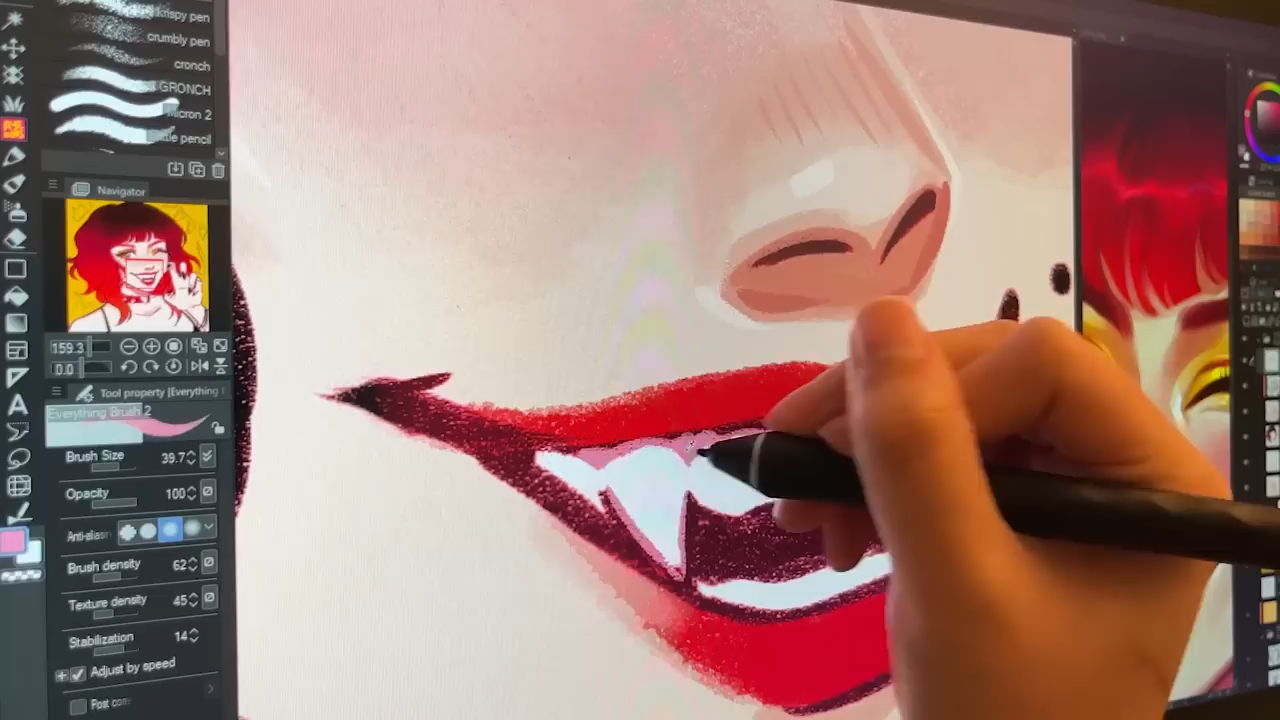 krispy pen
crumbly pen
cronch
GRONCH
Micron 2
pencil
Navigator
159.3
0.0
Tool property [Everything
Everything Brush 2
Brush Size 39.7
Opacity 100
Anti-alias
Brush density 62
Texture density 45
Stabilization 14
Adjust by speed
Post
A